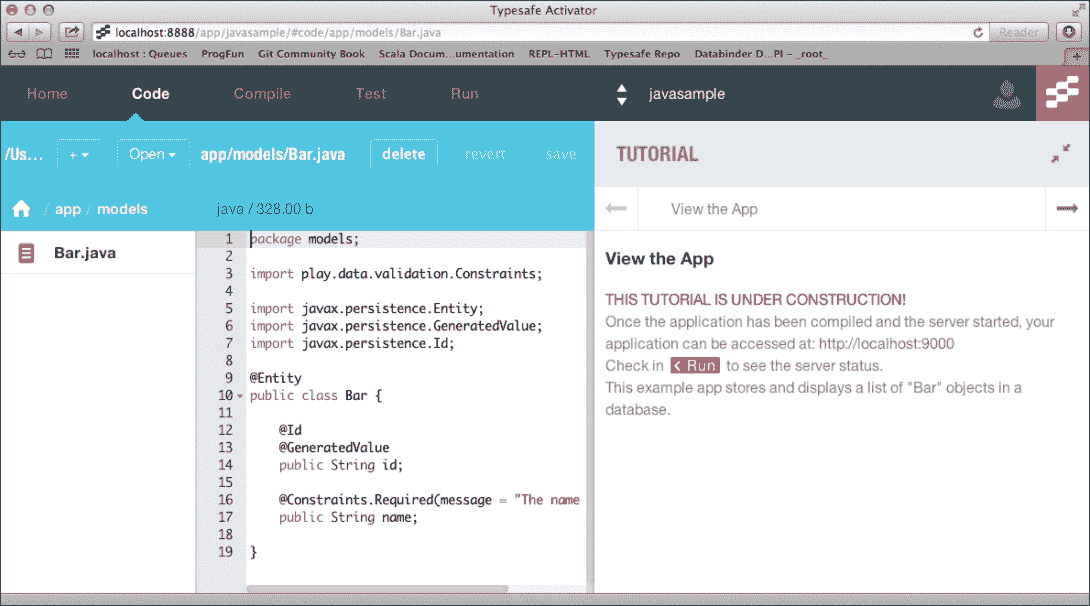 Typesafe Activator
localhost:8888/app/javasample/#code/app/models/Bar.java
Reader
localhost : Queues ProgFun Git Community Book Scala Docum...umentation REPL-HTML Typesafe Repo Databinder D...PI - _root_
Home Code Compile Test Run javasample
/Us... + Open app/models/Bar.java delete revert save
TUTORIAL
/ app / models java / 328.00 b
View the App
Bar.java
1 package models;
2
3 import play.data.validation.Constraints;
4
5 import javax.persistence.Entity;
6 import javax.persistence.GeneratedValue;
7 import javax.persistence.Id;
8
9 @Entity
10 public class Bar {
11
12 @Id
13 @GeneratedValue
14 public String id;
15
16 @Constraints.Required(message = "The name
17 public String name;
18
19 }
View the App
THIS TUTORIAL IS UNDER CONSTRUCTION!
Once the application has been compiled and the server started, your
application can be accessed at: http://localhost:9000
Check in < Run to see the server status.
This example app stores and displays a list of "Bar" objects in a
database.